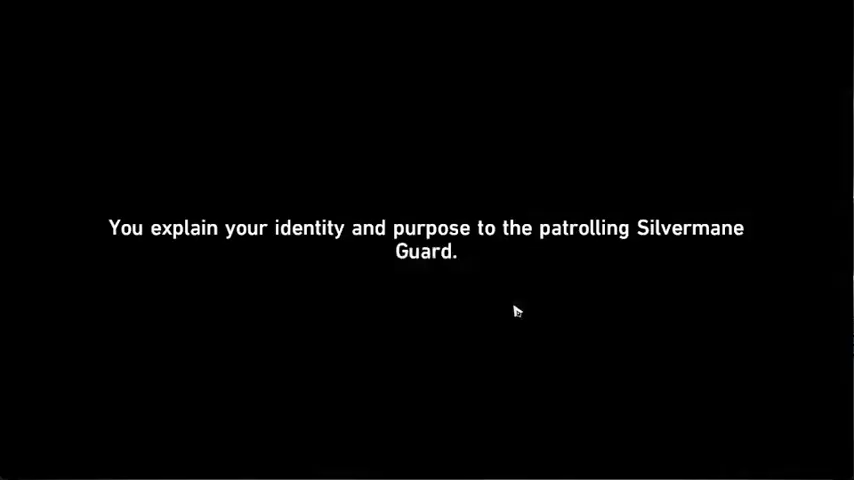 You explain your identity and purpose to the patrolling Silvermane
Guard.